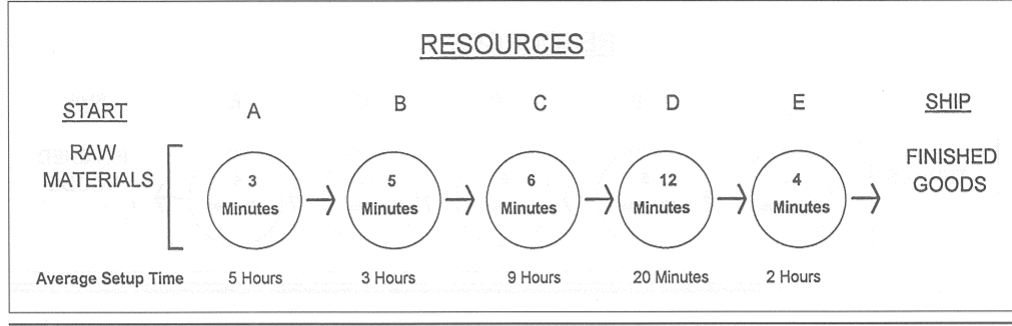 RESOURCES
START A B C D E SHIP
RAW
MATERIALS
3
Minutes
5
Minutes
6
Minutes
12
Minutes
4
Minutes
FINISHED
GOODS
Average Setup Time 5 Hours 3 Hours 9 Hours 20 Minutes 2 Hours